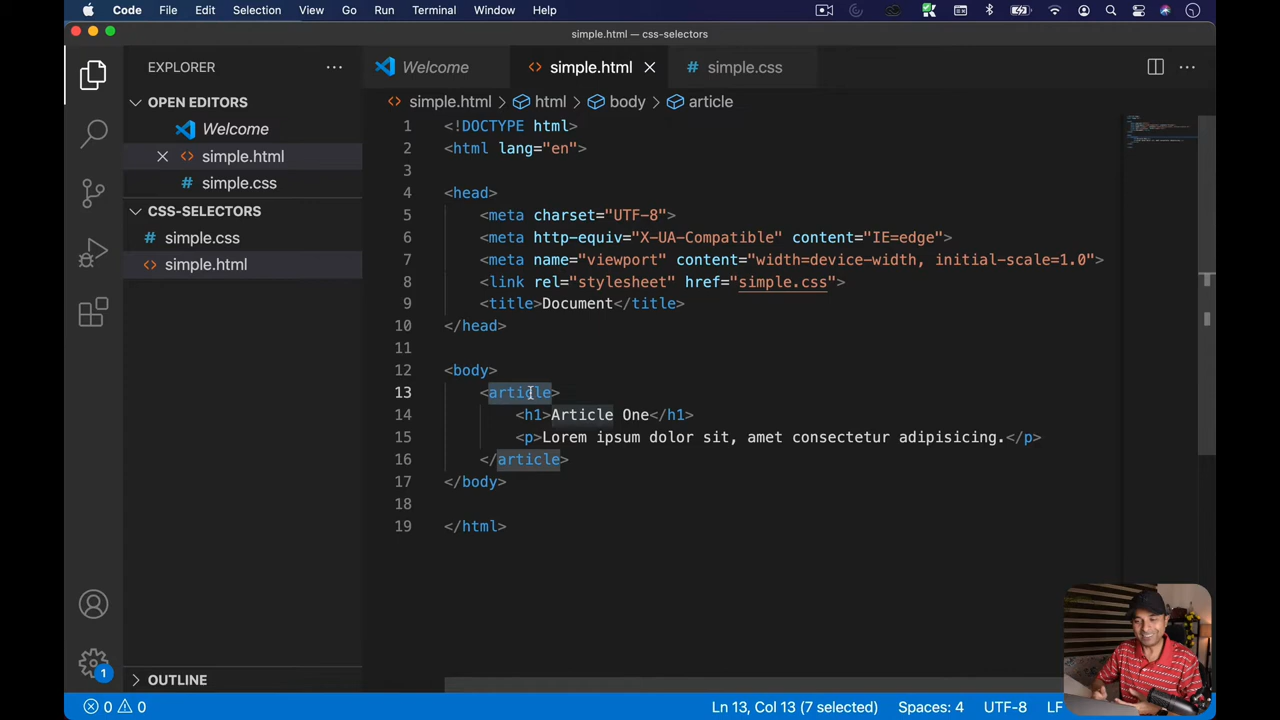 Code File Edit Selection View Go Run Terminal Window Help
simple.html — css-selectors
EXPLORER
Welcome simple.html simple.css
OPEN EDITORS
simple.html html body article
Welcome
simple.html
simple.css
CSS-SELECTORS
simple.css
simple.html
1 <!DOCTYPE html>
2 <html lang="en">
3
4 <head>
5 <meta charset="UTF-8">
6 <meta http-equiv="X-UA-Compatible" content="IE=edge">
7 <meta name="viewport" content="width=device-width, initial-scale=1.0">
8 <link rel="stylesheet" href="simple.css">
9 <title>Document</title>
10 </head>
11
12 <body>
13 <article>
14 <h1>Article One</h1>
15 <p>Lorem ipsum dolor sit, amet consectetur adipisicing.</p>
16 </article>
17 </body>
18
19 </html>
1
OUTLINE
0 0 Ln 13, Col 13 (7 selected) Spaces: 4 UTF-8 LF